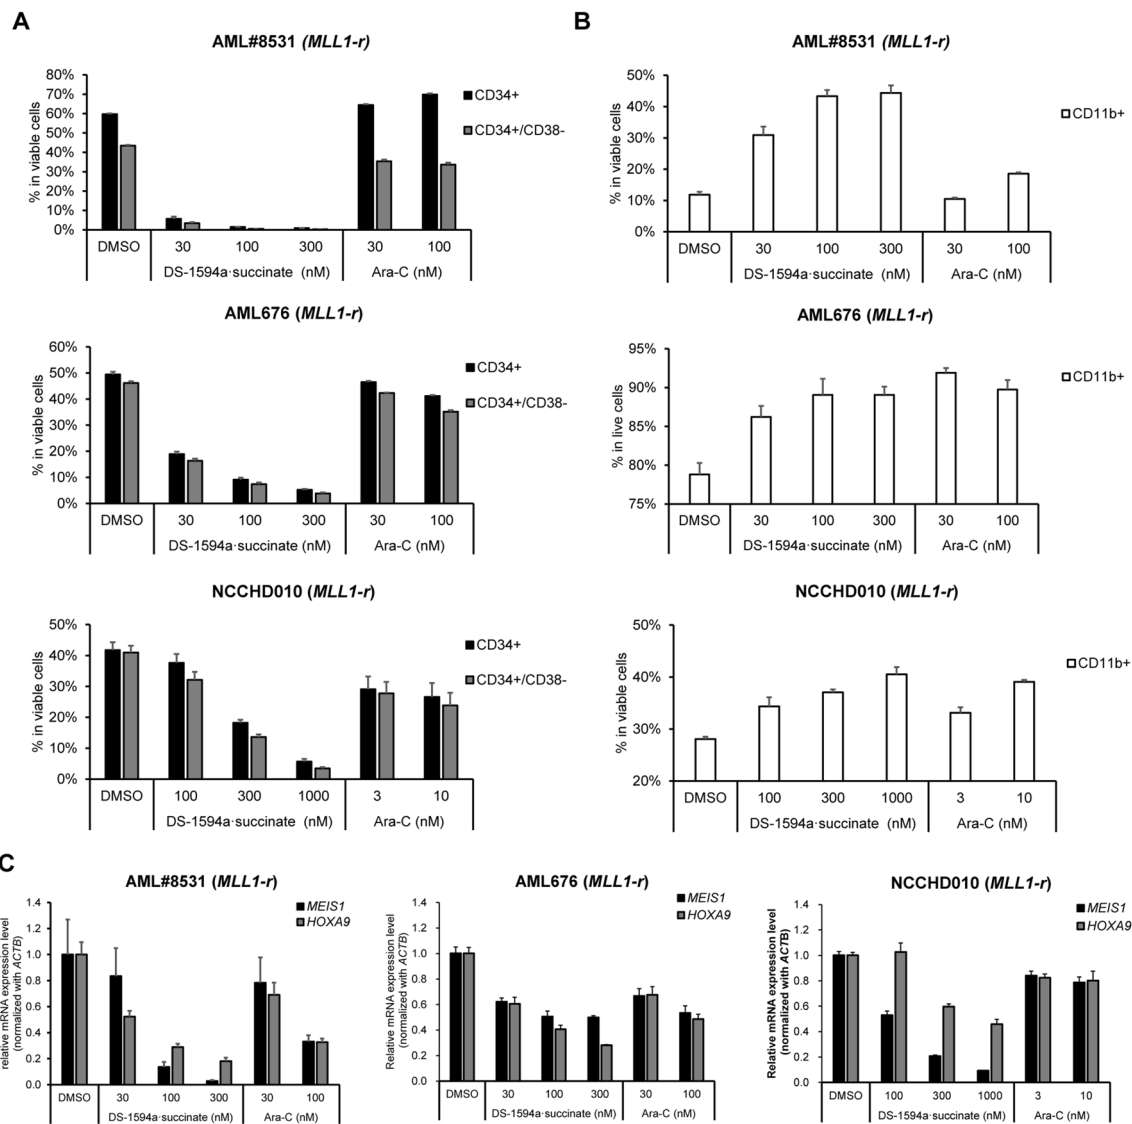 A
AML#8531 (MLL1-r)
% in viable cells
80%
70%
60%
50%
40%
30%
20%
10%
0%
CD34+
CD34+/CD38-
DMSO 30 100 300 30 100
DS-1594a·succinate (nM) Ara-C (nM)
AML676 (MLL1-r)
% in viable cells
60%
50%
40%
30%
20%
10%
0%
CD34+
CD34+/CD38-
DMSO 30 100 300 30 100
DS-1594a·succinate (nM) Ara-C (nM)
NCCHD010 (MLL1-r)
% in viable cells
50%
40%
30%
20%
10%
0%
CD34+
CD34+/CD38-
DMSO 100 300 1000 3 10
DS-1594a·succinate (nM) Ara-C (nM)
B
AML#8531 (MLL1-r)
% in viable cells
50%
40%
30%
20%
10%
0%
CD11b+
DMSO 30 100 300 30 100
DS-1594a·succinate (nM) Ara-C (nM)
AML676 (MLL1-r)
% in live cells
95%
90%
85%
80%
75%
CD11b+
DMSO 30 100 300 30 100
DS-1594a·succinate (nM) Ara-C (nM)
NCCHD010 (MLL1-r)
% in viable cells
50%
40%
30%
20%
CD11b+
DMSO 100 300 1000 3 10
DS-1594a·succinate (nM) Ara-C (nM)
C
AML#8531 (MLL1-r)
relative mRNA expression level
(normalized with ACTB)
1.4
1.2
1.0
0.8
0.6
0.4
0.2
0.0
MEIS1
HOXA9
DMSO 30 100 300 30 100
DS-1594a·succinate (nM) Ara-C (nM)
AML676 (MLL1-r)
Relative mRNA expression level
(normalized with ACTB)
1.4
1.2
1.0
0.8
0.6
0.4
0.2
0.0
MEIS1
HOXA9
DMSO 30 100 300 30 100
DS-1594a·succinate (nM) Ara-C (nM)
NCCHD010 (MLL1-r)
Relative mRNA expression level
(normalized with ACTB)
1.4
1.2
1.0
0.8
0.6
0.4
0.2
0.0
MEIS1
HOXA9
DMSO 100 300 1000 3 10
DS-1594a·succinate (nM) Ara-C (nM)